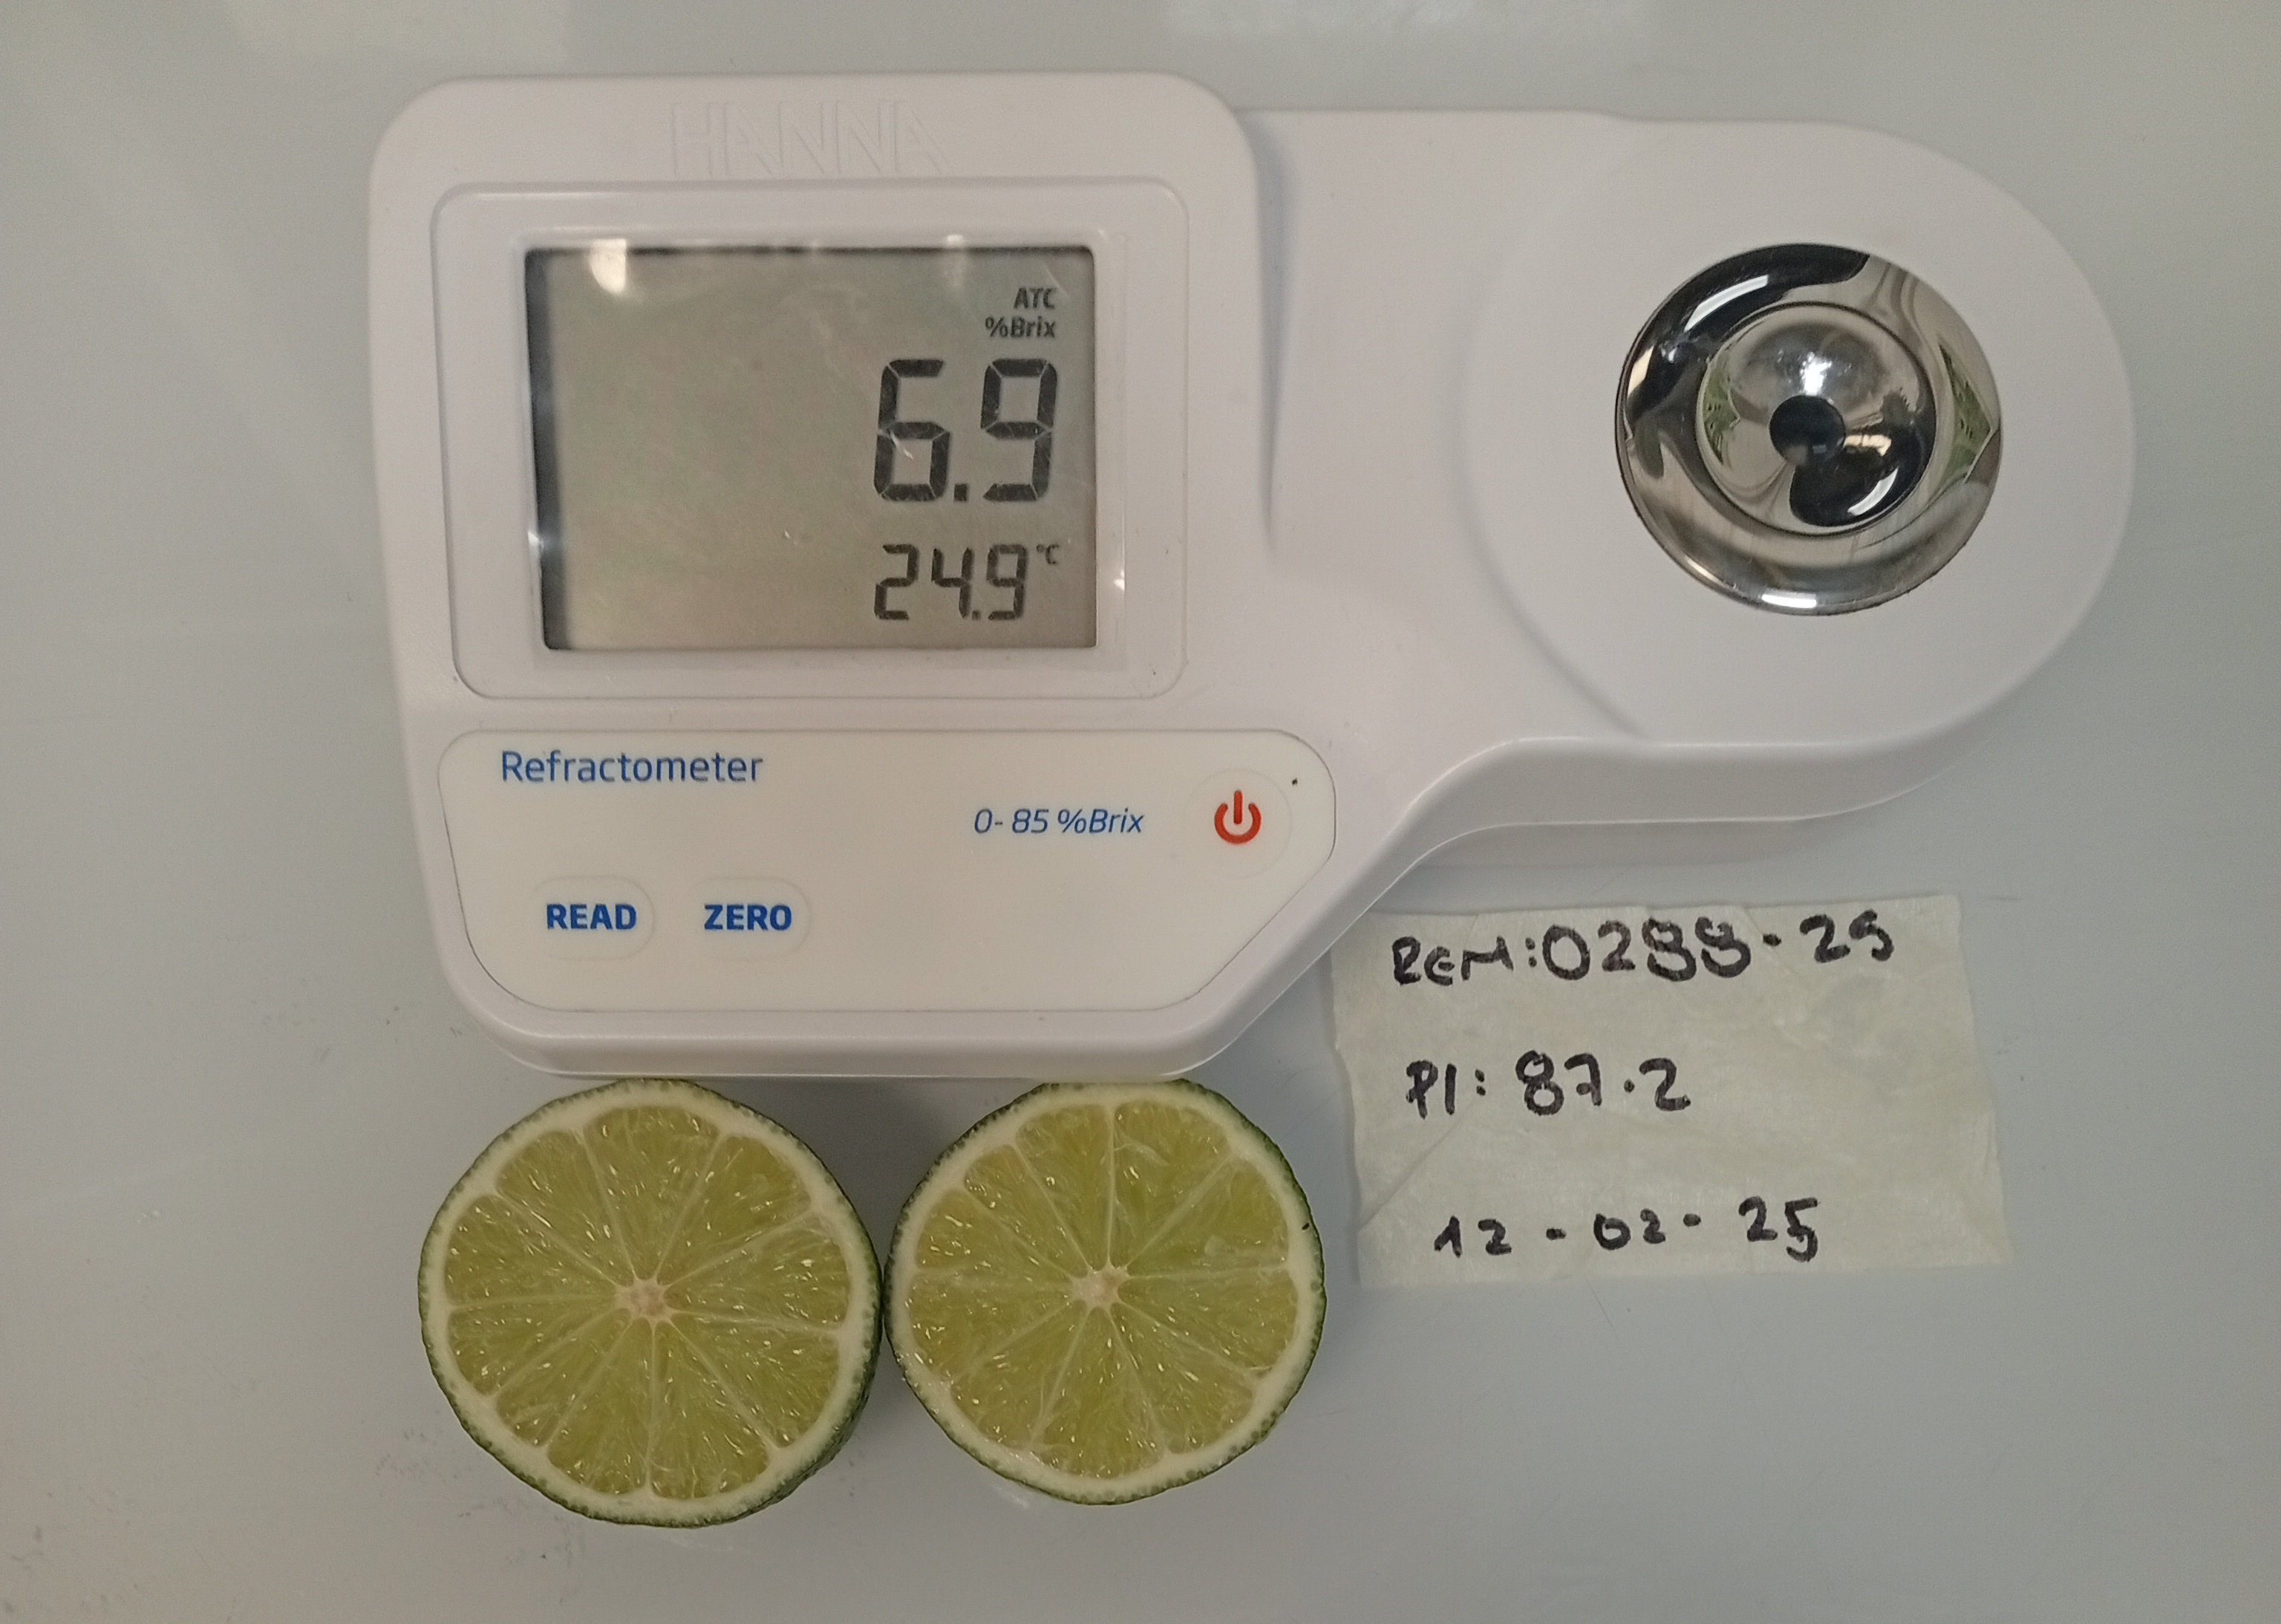 HANNA
ATC
%Brix
6.9
24.9 °C
Refractometer
0-85 %Brix
READ ZERO
REM: 0288-25
PI: 87.2
12-02-25